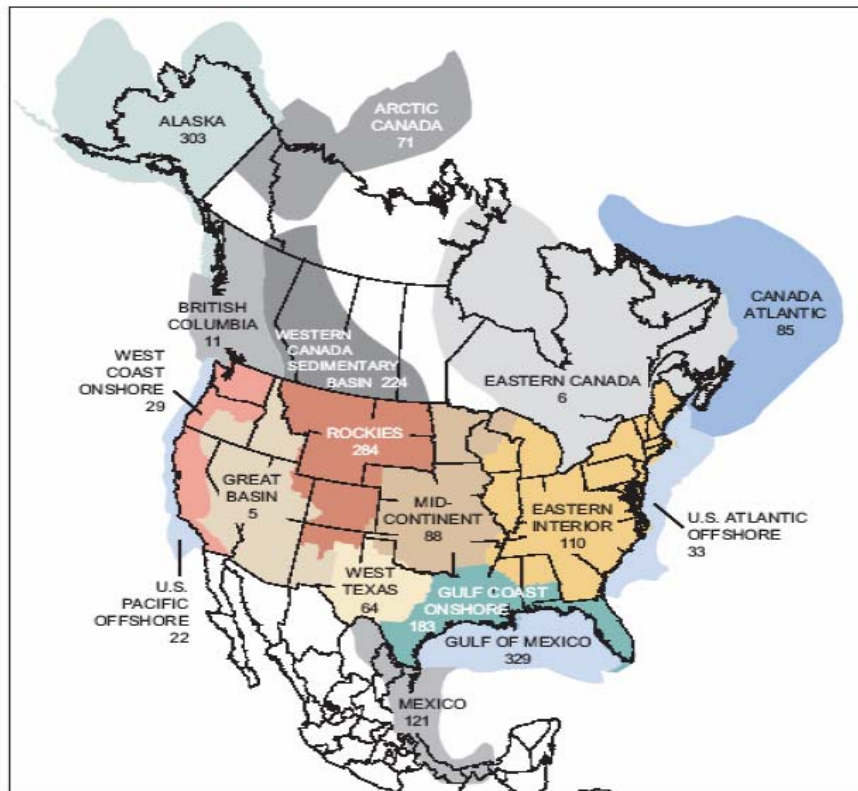 ALASKA
303
ARCTIC
CANADA
71
BRITISH
COLUMBIA
11
WESTERN
CANADA
SEDIMENTARY
BASIN 224
CANADA
ATLANTIC
85
WEST
COAST
ONSHORE
29
EASTERN CANADA
6
ROCKIES
284
GREAT
BASIN
5
MID-
CONTINENT
88
EASTERN
INTERIOR
110
U.S. ATLANTIC
OFFSHORE
33
U.S.
PACIFIC
OFFSHORE
22
WEST
TEXAS
64
GULF COAST
ONSHORE
183
GULF OF MEXICO
329
MEXICO
121